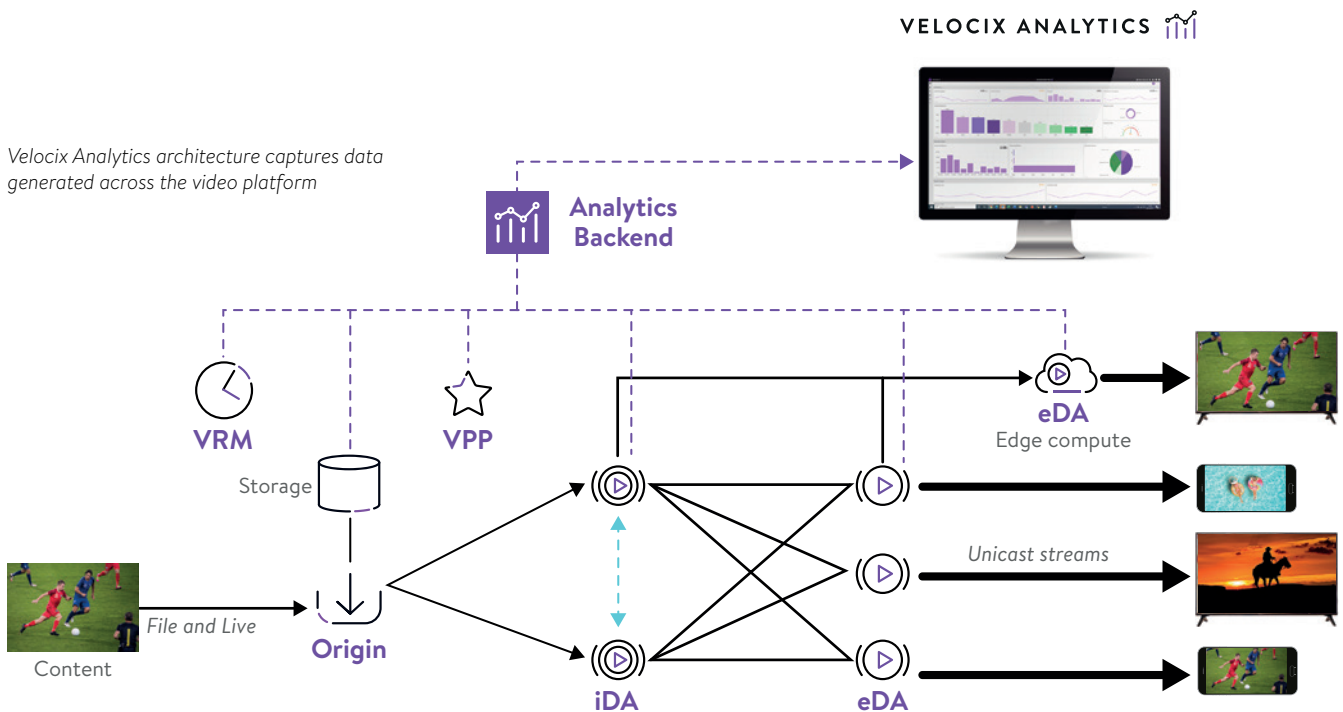 VELOCIX ANALYTICS
Velocix Analytics architecture captures data
generated across the video platform
Analytics
Backend
VRM
VPP
eDA
Edge compute
Storage
Unicast streams
File and Live
Origin
Content
iDA
eDA